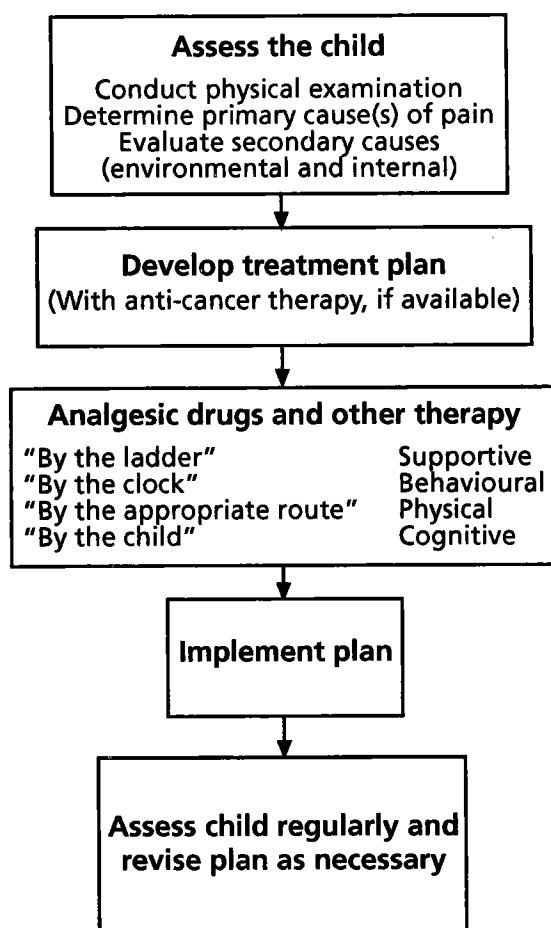 Assess the child
Conduct physical examination
Determine primary cause(s) of pain
Evaluate secondary causes
(environmental and internal)
Develop treatment plan
(With anti-cancer therapy, if available)
Analgesic drugs and other therapy
"By the ladder" Supportive
"By the clock" Behavioural
"By the appropriate route" Physical
"By the child" Cognitive
Implement plan
Assess child regularly and
revise plan as necessary